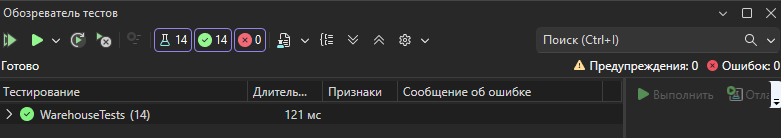 Обозреватель тестов
14 14 0 Поиск (Ctrl+I)
Готово Предупреждения: 0 Ошибок: 0
Тестирование Длитель... Признаки Сообщение об ошибке
Выполнить Отла
WarehouseTests (14) 121 мс